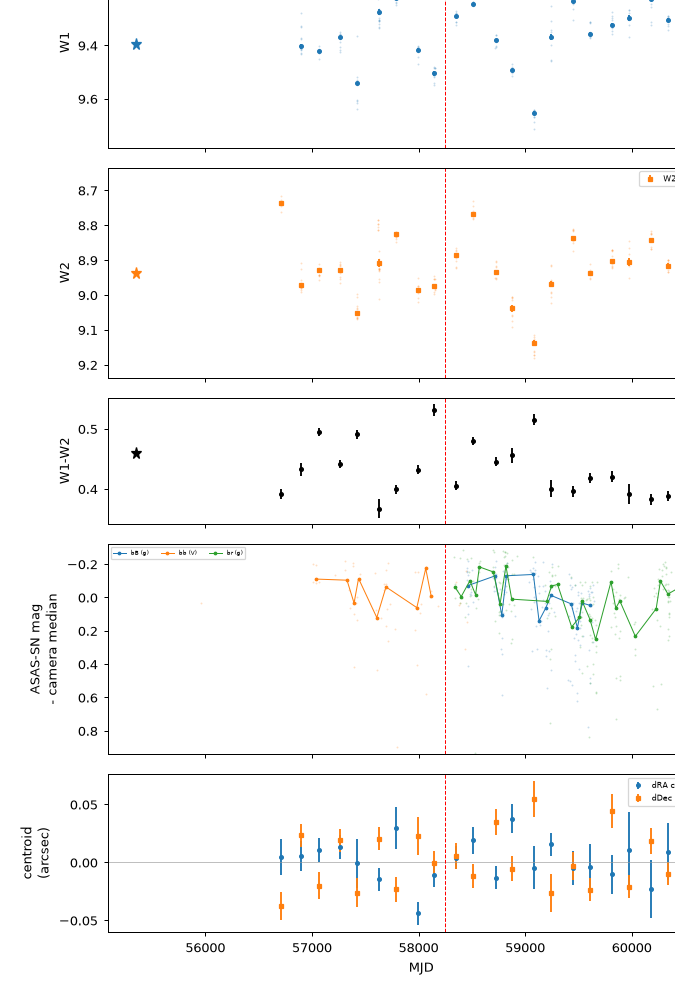 W1
9.4
9.6
W2
8.7
8.8
8.9
9.0
9.1
9.2
W2
W1-W2
0.5
0.4
bB (g)
bb (V)
br (g)
ASAS-SN mag
- camera median
−0.2
0.0
0.2
0.4
0.6
0.8
centroid
(arcsec)
0.05
0.00
−0.05
dRA c
dDec
56000
57000
58000
59000
60000
MJD